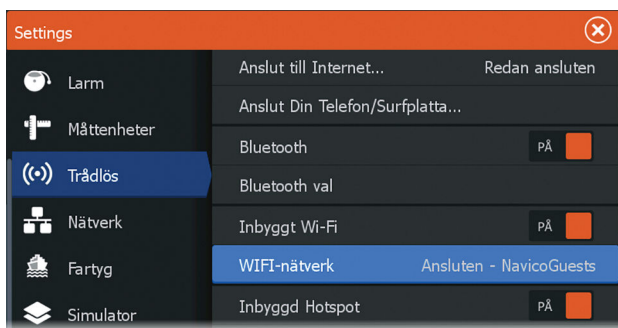 Settings
Larm
Måttenheter
Trådlös
Nätverk
Fartyg
Simulator
Anslut till Internet... Redan ansluten
Anslut Din Telefon/Surfplatta...
Bluetooth PÅ
Bluetooth val
Inbyggt Wi-Fi PÅ
WIFI-nätverk Ansluten - NavicoGuests
Inbyggd Hotspot PÅ